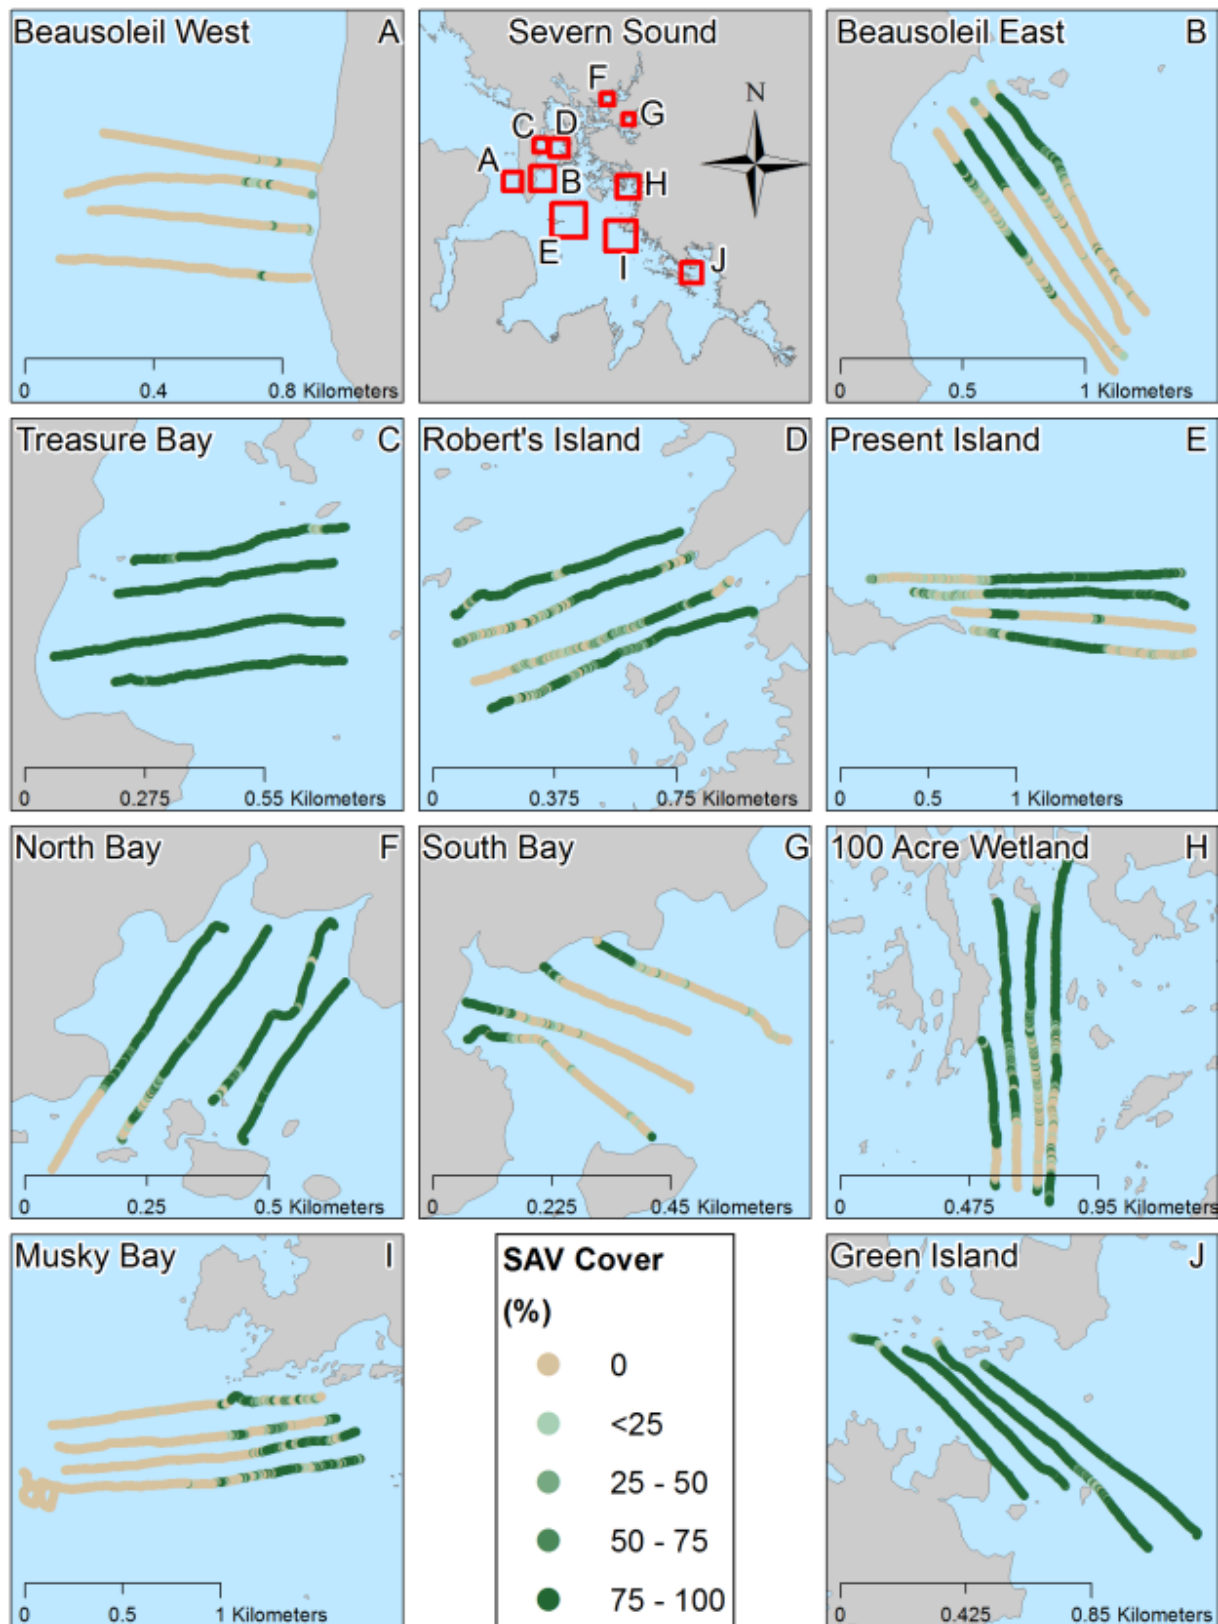 Beausoleil West A
0 0.4 0.8 Kilometers
Severn Sound
F
G
C D
A
B
H
E
I
J
N
Beausoleil East B
0 0.5 1 Kilometers
Treasure Bay C
0 0.275 0.55 Kilometers
Robert's Island D
0 0.375 0.75 Kilometers
Present Island E
0 0.5 1 Kilometers
North Bay F
0 0.25 0.5 Kilometers
South Bay G
0 0.225 0.45 Kilometers
100 Acre Wetland H
0 0.475 0.95 Kilometers
Musky Bay I
0 0.5 1 Kilometers
SAV Cover
(%)
0
<25
25 - 50
50 - 75
75 - 100
Green Island J
0 0.425 0.85 Kilometers